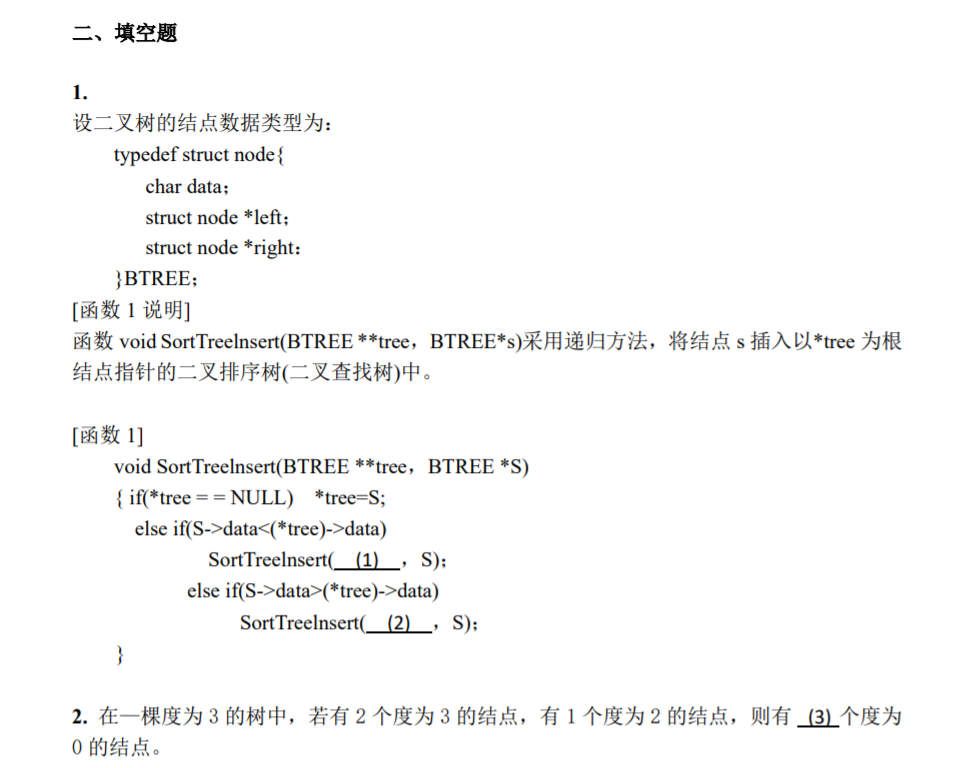 二、填空题
1.
设二叉树的结点数据类型为：
typedef struct node{
char data；
struct node *left；
struct node *right：
}BTREE；
[函数 1 说明]
函数 void SortTreelnsert(BTREE **tree，BTREE*s)采用递归方法，将结点 s 插入以*tree 为根
结点指针的二叉排序树(二叉查找树)中。
[函数 1]
void SortTreelnsert(BTREE **tree，BTREE *S)
{ if(*tree = = NULL) *tree=S;
else if(S->data<(*tree)->data)
SortTreelnsert(__(1)__，S)；
else if(S->data>(*tree)->data)
SortTreelnsert(__(2)__，S)；
}
2. 在一棵度为 3 的树中，若有 2 个度为 3 的结点，有 1 个度为 2 的结点，则有 _(3)_个度为
0 的结点。